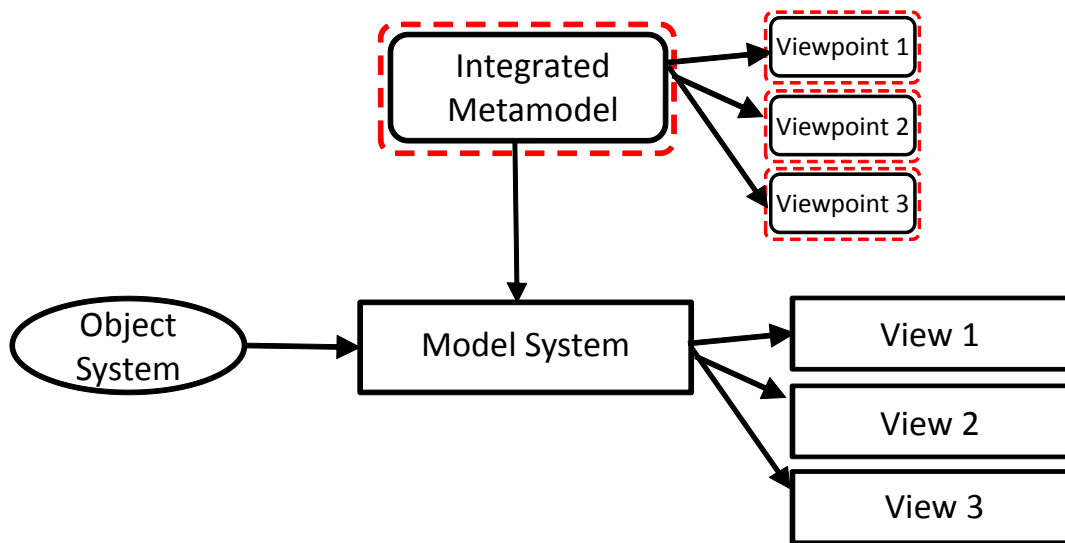 Integrated
Metamodel
Viewpoint 1
Viewpoint 2
Viewpoint 3
Object
System
Model System
View 1
View 2
View 3